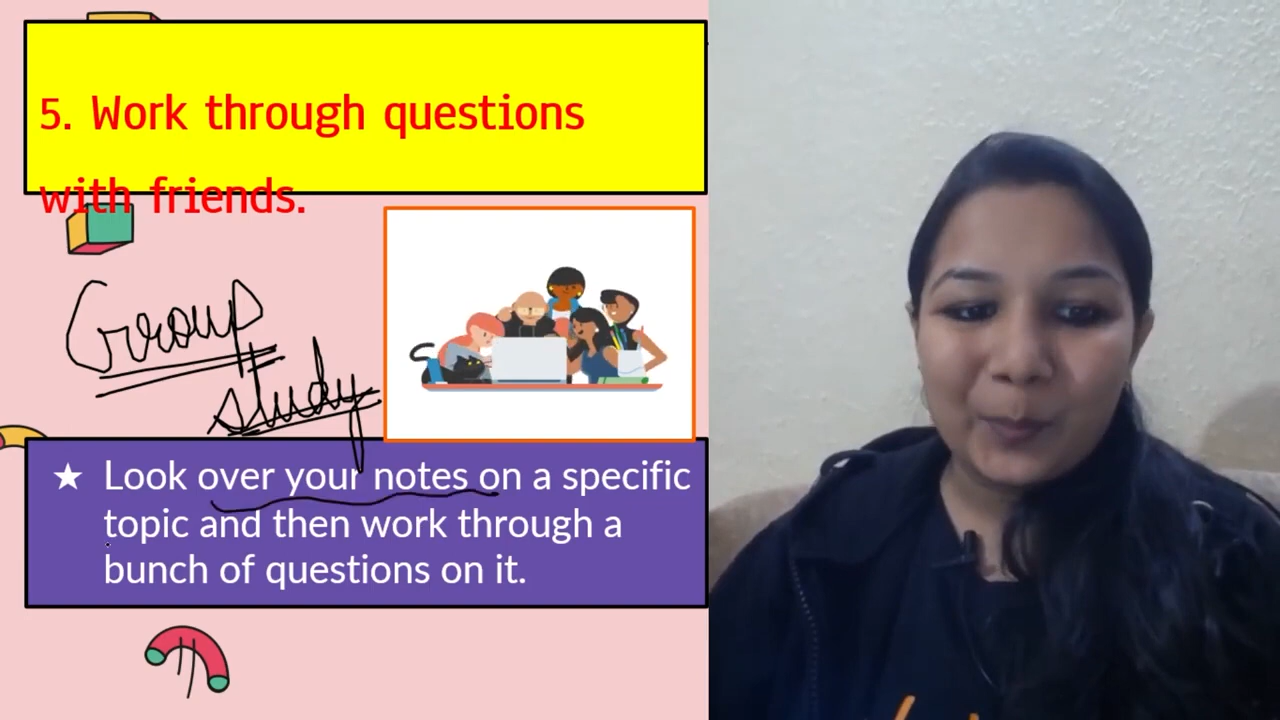 5. Work through questions
with friends.
Group
study
★ Look over your notes on a specific
topic and then work through a
bunch of questions on it.